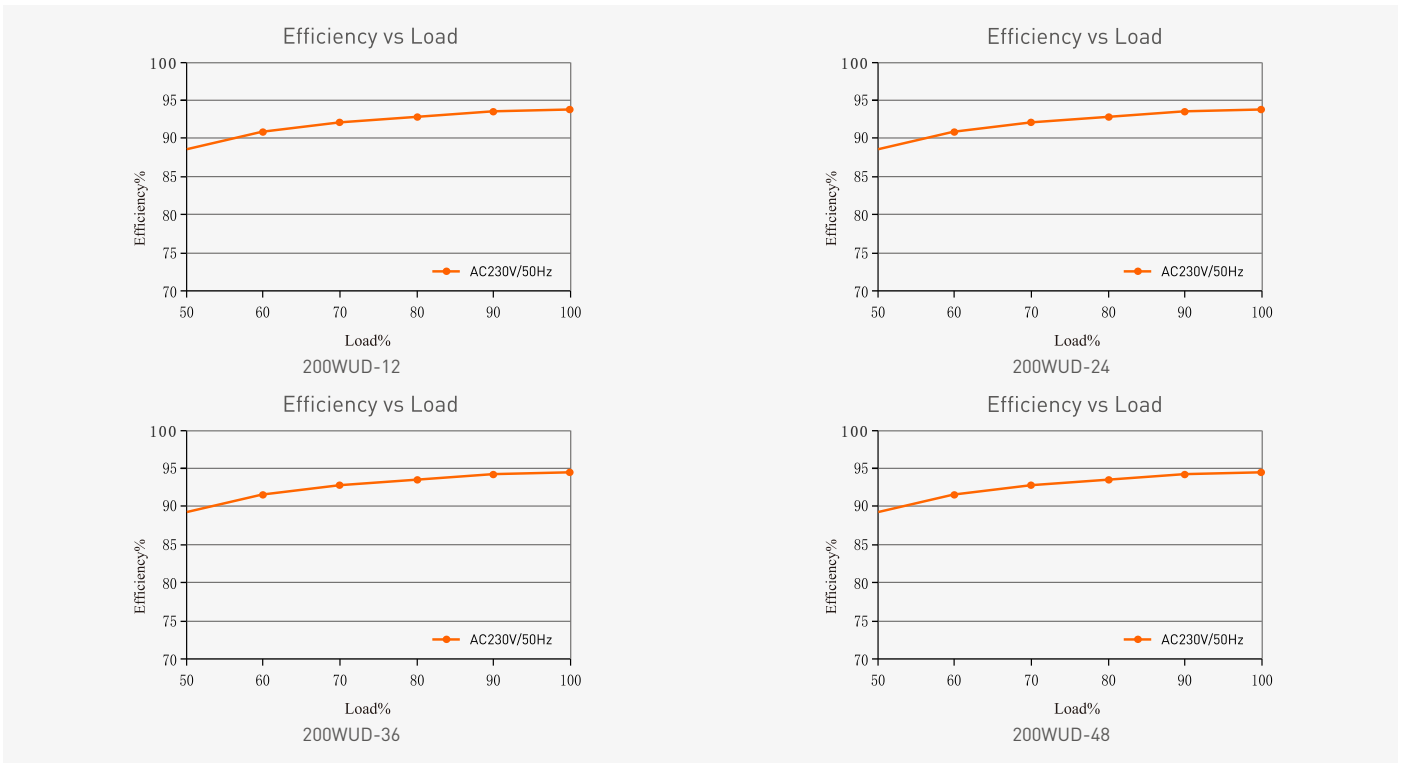 Efficiency vs Load
100
95
90
85
80
75
70
Efficiency%
AC230V/50Hz
50 60 70 80 90 100
Load%
200WUD-12
Efficiency vs Load
100
95
90
85
80
75
70
Efficiency%
AC230V/50Hz
50 60 70 80 90 100
Load%
200WUD-24
Efficiency vs Load
100
95
90
85
80
75
70
Efficiency%
AC230V/50Hz
50 60 70 80 90 100
Load%
200WUD-36
Efficiency vs Load
100
95
90
85
80
75
70
Efficiency%
AC230V/50Hz
50 60 70 80 90 100
Load%
200WUD-48